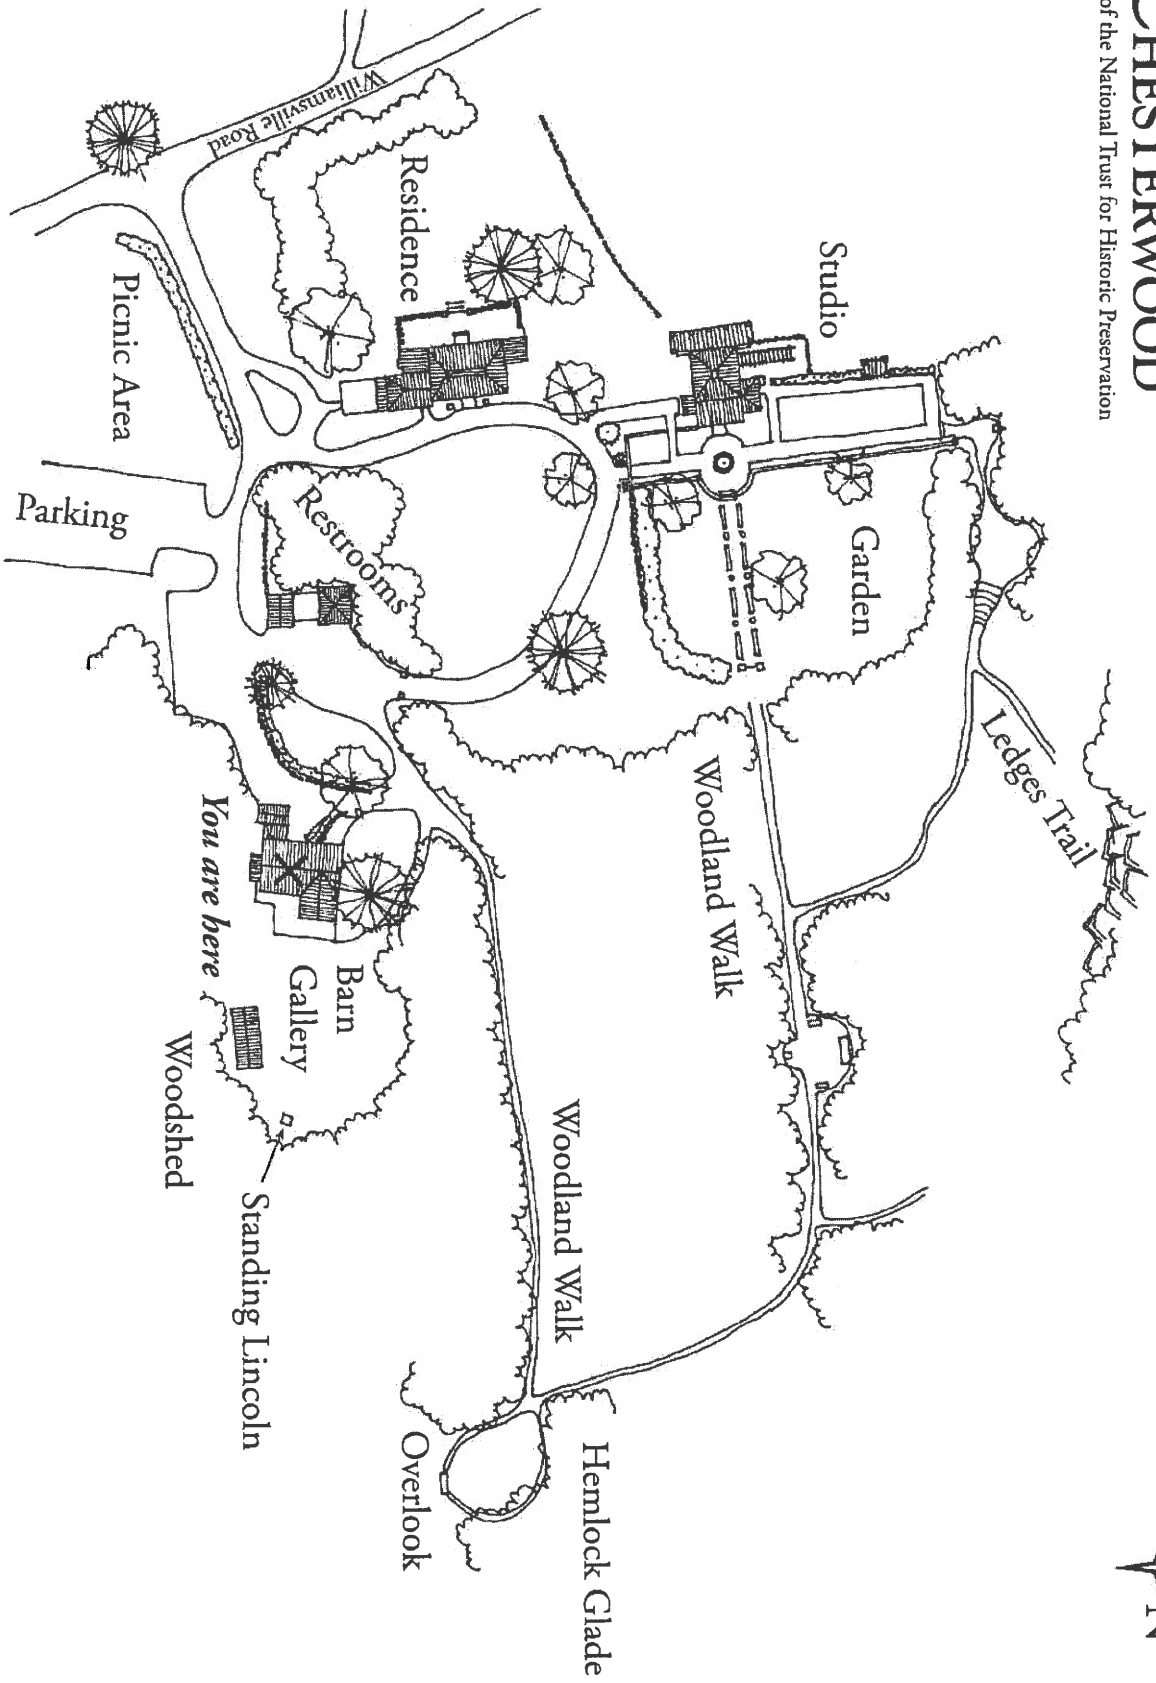 CHESTERWOOD
of the National Trust for Historic Preservation
N
Studio
Garden
Ledges Trail
Residence
Woodland Walk
Williamsville Road
Restrooms
Woodland Walk
Hemlock Glade
Picnic Area
Overlook
Barn
Gallery
Parking
You are here
Standing Lincoln
Woodshed